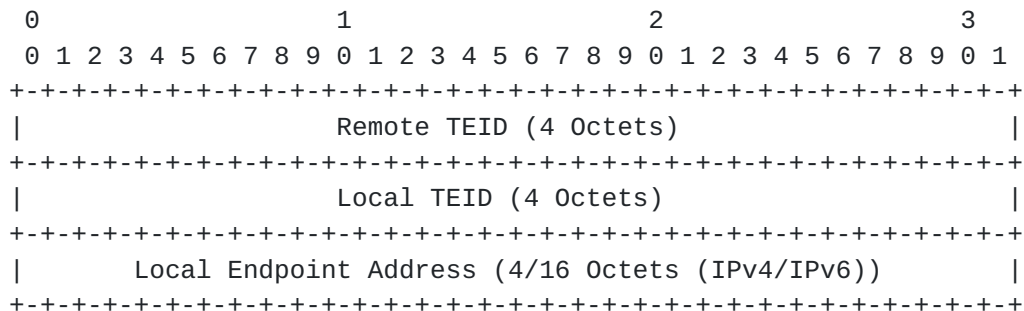 0                   1                   2                   3
 0 1 2 3 4 5 6 7 8 9 0 1 2 3 4 5 6 7 8 9 0 1 2 3 4 5 6 7 8 9 0 1
+-+-+-+-+-+-+-+-+-+-+-+-+-+-+-+-+-+-+-+-+-+-+-+-+-+-+-+-+-+-+-+-+
|                    Remote TEID (4 Octets)                     |
+-+-+-+-+-+-+-+-+-+-+-+-+-+-+-+-+-+-+-+-+-+-+-+-+-+-+-+-+-+-+-+-+
|                    Local TEID (4 Octets)                      |
+-+-+-+-+-+-+-+-+-+-+-+-+-+-+-+-+-+-+-+-+-+-+-+-+-+-+-+-+-+-+-+-+
|       Local Endpoint Address (4/16 Octets (IPv4/IPv6))        |
+-+-+-+-+-+-+-+-+-+-+-+-+-+-+-+-+-+-+-+-+-+-+-+-+-+-+-+-+-+-+-+-+